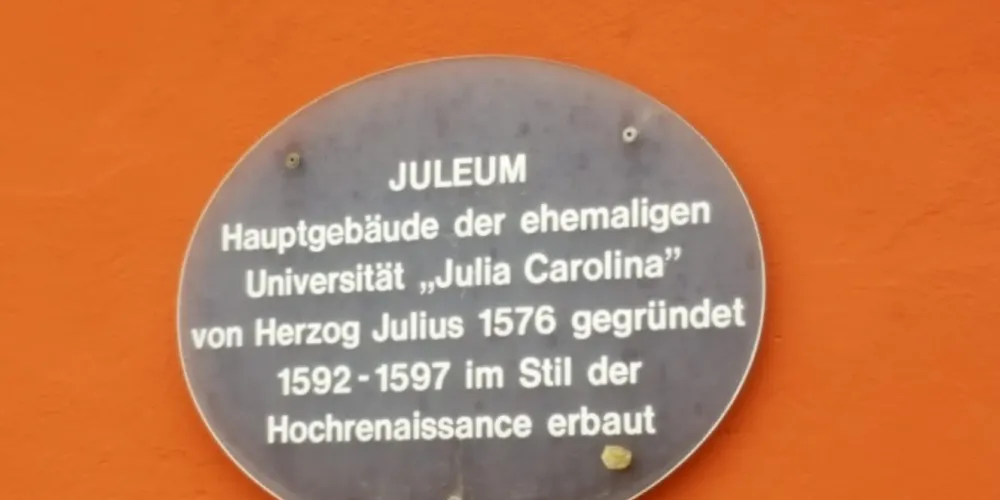 JULEUM
Hauptgebäude der ehemaligen
Universität „Julia Carolina”
von Herzog Julius 1576 gegründet
1592-1597 im Stil der
Hochrenaissance erbaut